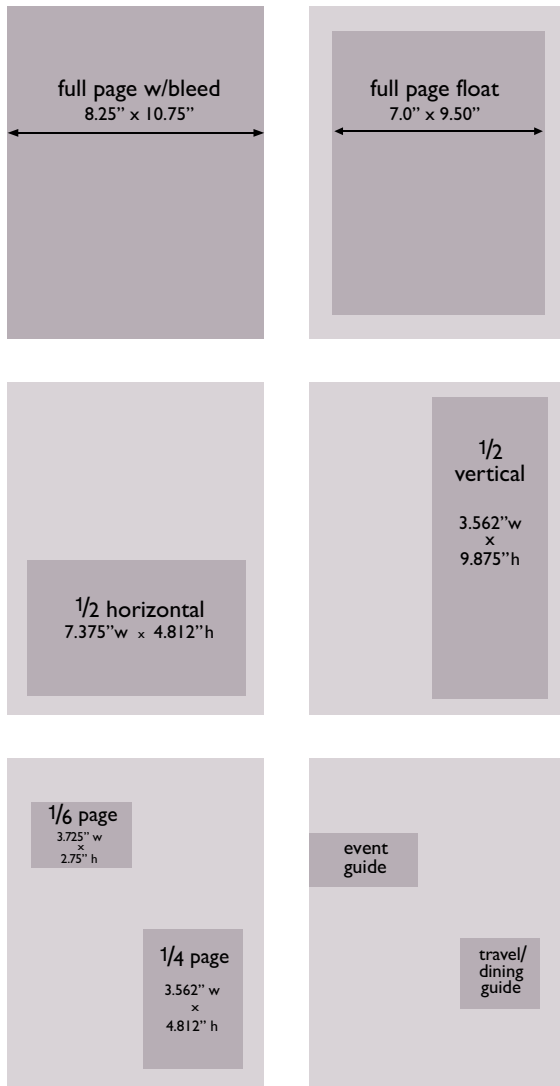 full page w/bleed
8.25” x 10.75”
full page float
7.0” x 9.50”
1/2 horizontal
7.375”w x 4.812”h
1/2
vertical
3.562”w
x
9.875”h
1/6 page
3.725” w
x
2.75” h
1/4 page
3.562” w
x
4.812” h
event
guide
travel/
dining
guide